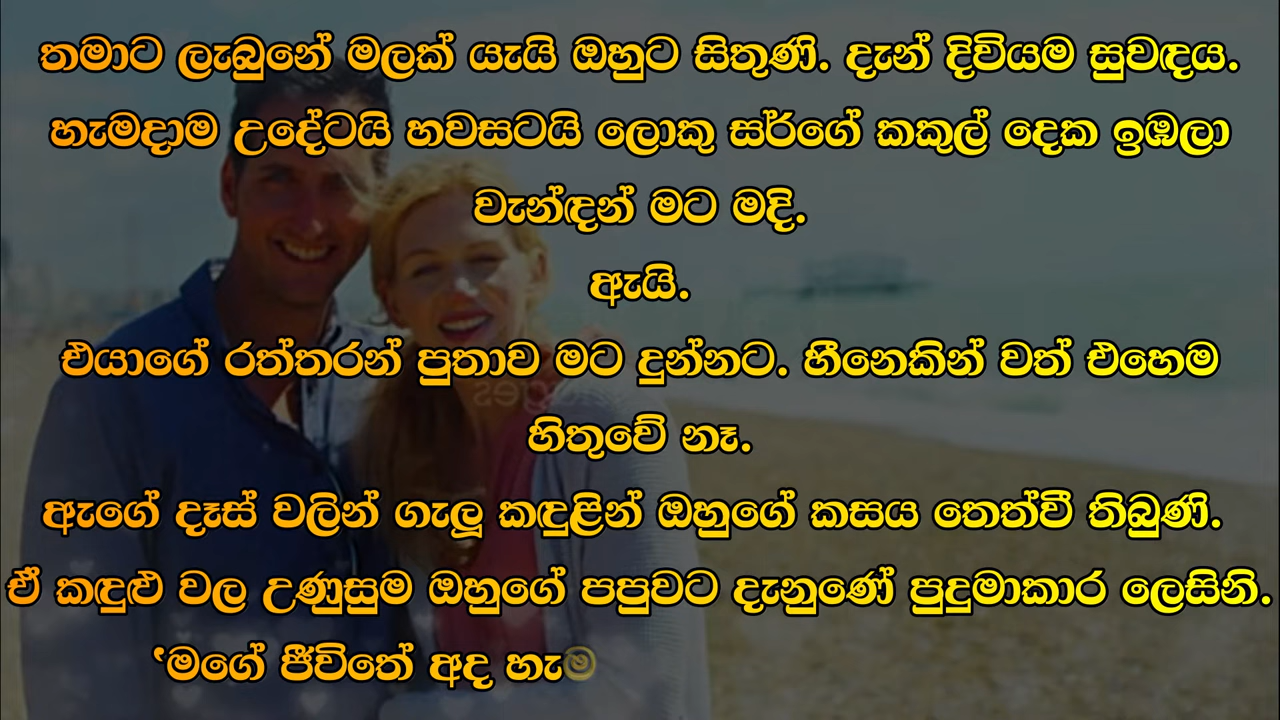 තමාට ලැබුනේ මලක් යැයි ඔහුට සිතුණි. දැන් දිවියම සුවඳය.
හැමදාම උදේටයි හවසටයි ලොකු සර්ගේ කකුල් දෙක ඉඹලා
වැන්ඳන් මට මදි.
ඇයි.
එයාගේ රත්තරන් පුතාව මට දුන්නට. හීනෙකින් වත් එහෙම
හිතුවේ නෑ.
ඇගේ දෑස් වලින් ගැලූ කඳුළින් ඔහුගේ කසය තෙත්වී තිබුණි.
ඒ කඳුළු වල උණුසුම ඔහුගේ පපුවට දැනුණේ පුදුමාකාර ලෙසිනි.
‘මගේ ජීවිතේ අද හැම